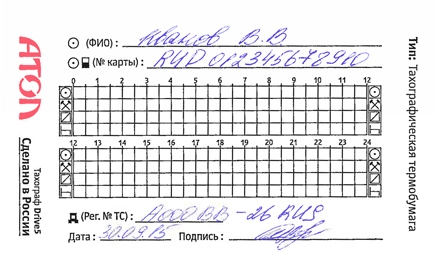 (ФИО): Иванов В.В
(№ карты): RUD 01234567890
0 1 2 3 4 5 6 7 8 9 10 11 12
12 13 14 15 16 17 18 19 20 21 22 23 24
(Рег. № ТС): А000ВВ-26 RUS
Дата: 30.09.15 Подпись:
АТОЛ
Тахограф Drive5
Сделано в России
Тип: Тахографическая термобумага